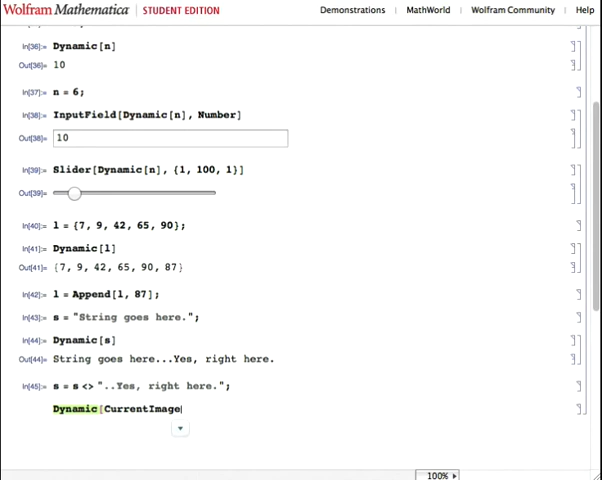 Wolfram Mathematica | STUDENT EDITION
Demonstrations | MathWorld | Wolfram Community | Help
In[36]:= Dynamic[n]
Out[36]= 10
In[37]:= n = 6;
In[38]:= InputField[Dynamic[n], Number]
Out[38]= 10
In[39]:= Slider[Dynamic[n], {1, 100, 1}]
Out[39]=
In[40]:= l = {7, 9, 42, 65, 90};
In[41]:= Dynamic[l]
Out[41]= {7, 9, 42, 65, 90, 87}
In[42]:= l = Append[l, 87];
In[43]:= s = "String goes here.";
In[44]:= Dynamic[s]
Out[44]= String goes here...Yes, right here.
In[45]:= s = s <> "..Yes, right here.";
Dynamic[CurrentImage
100%